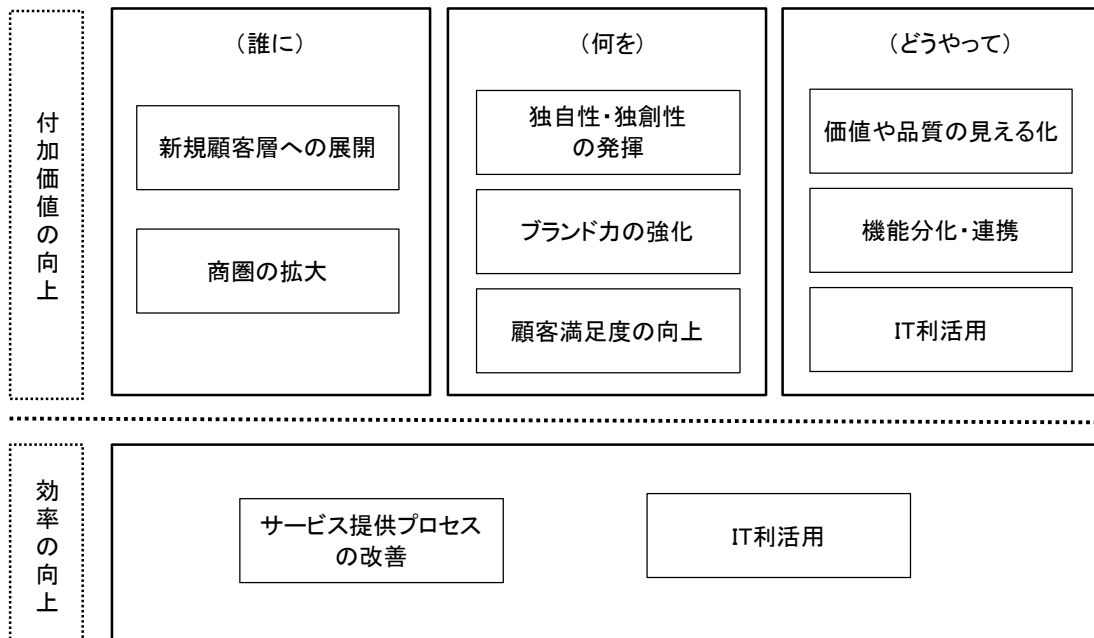 付加価値の向上
(誰に)
新規顧客層への展開
商圏の拡大
(何を)
独自性・独創性
の発揮
ブランド力の強化
顧客満足度の向上
(どうやって)
価値や品質の見える化
機能分化・連携
IT利活用
効率の向上
サービス提供プロセス
の改善
IT利活用